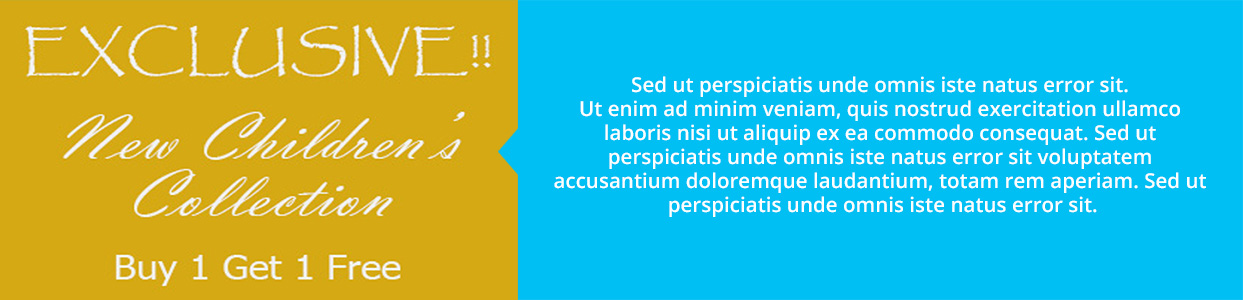 EXCLUSIVE!!
New Children's
Collection
Buy 1 Get 1 Free
Sed ut perspiciatis unde omnis iste natus error sit.
Ut enim ad minim veniam, quis nostrud exercitation ullamco
laboris nisi ut aliquip ex ea commodo consequat. Sed ut
perspiciatis unde omnis iste natus error sit voluptatem
accusantium doloremque laudantium, totam rem aperiam. Sed ut
perspiciatis unde omnis iste natus error sit.